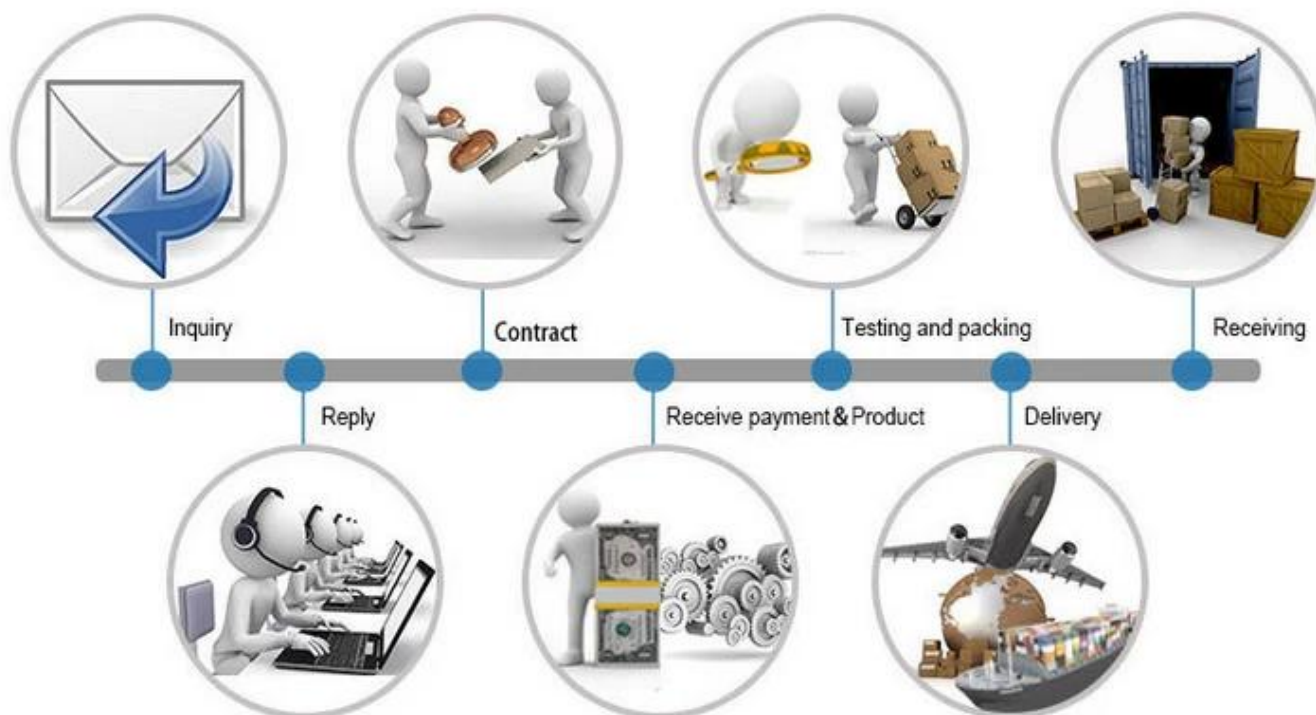 Inquiry
Reply
Contract
Receive payment & Product
Testing and packing
Delivery
Receiving